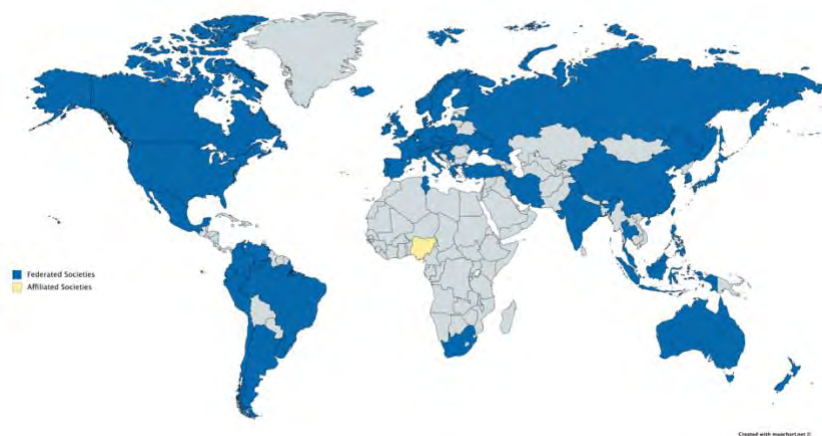 Federated Societies
Affiliated Societies
Created with mapchart.net ©